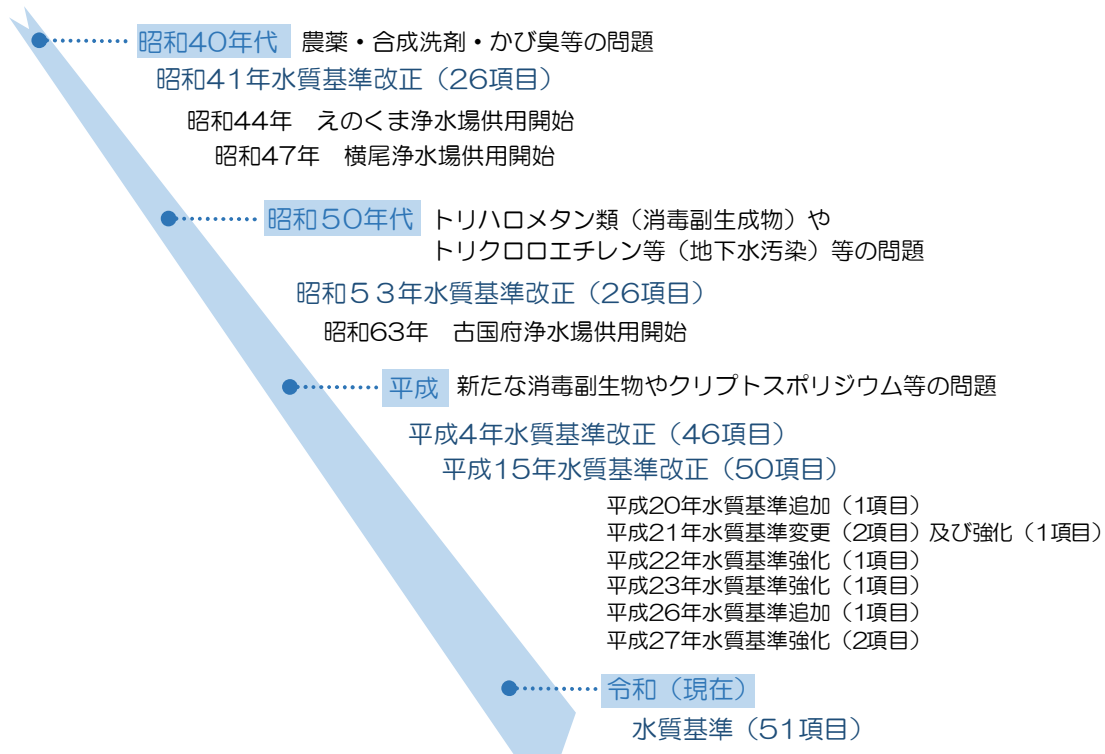 昭和40年代 農薬・合成洗剤・かび臭等の問題
昭和41年水質基準改正（26項目）
昭和44年　えのくま浄水場供用開始
昭和47年　横尾浄水場供用開始
昭和50年代 トリハロメタン類（消毒副生成物）や
トリクロロエチレン等（地下水汚染）等の問題
昭和５３年水質基準改正（26項目）
昭和63年　古国府浄水場供用開始
平成 新たな消毒副生物やクリプトスポリジウム等の問題
平成4年水質基準改正（46項目）
平成15年水質基準改正（50項目）
平成20年水質基準追加（1項目）
平成21年水質基準変更（2項目）及び強化（1項目）
平成22年水質基準強化（1項目）
平成23年水質基準強化（1項目）
平成26年水質基準追加（1項目）
平成27年水質基準強化（2項目）
令和（現在）
水質基準（51項目）